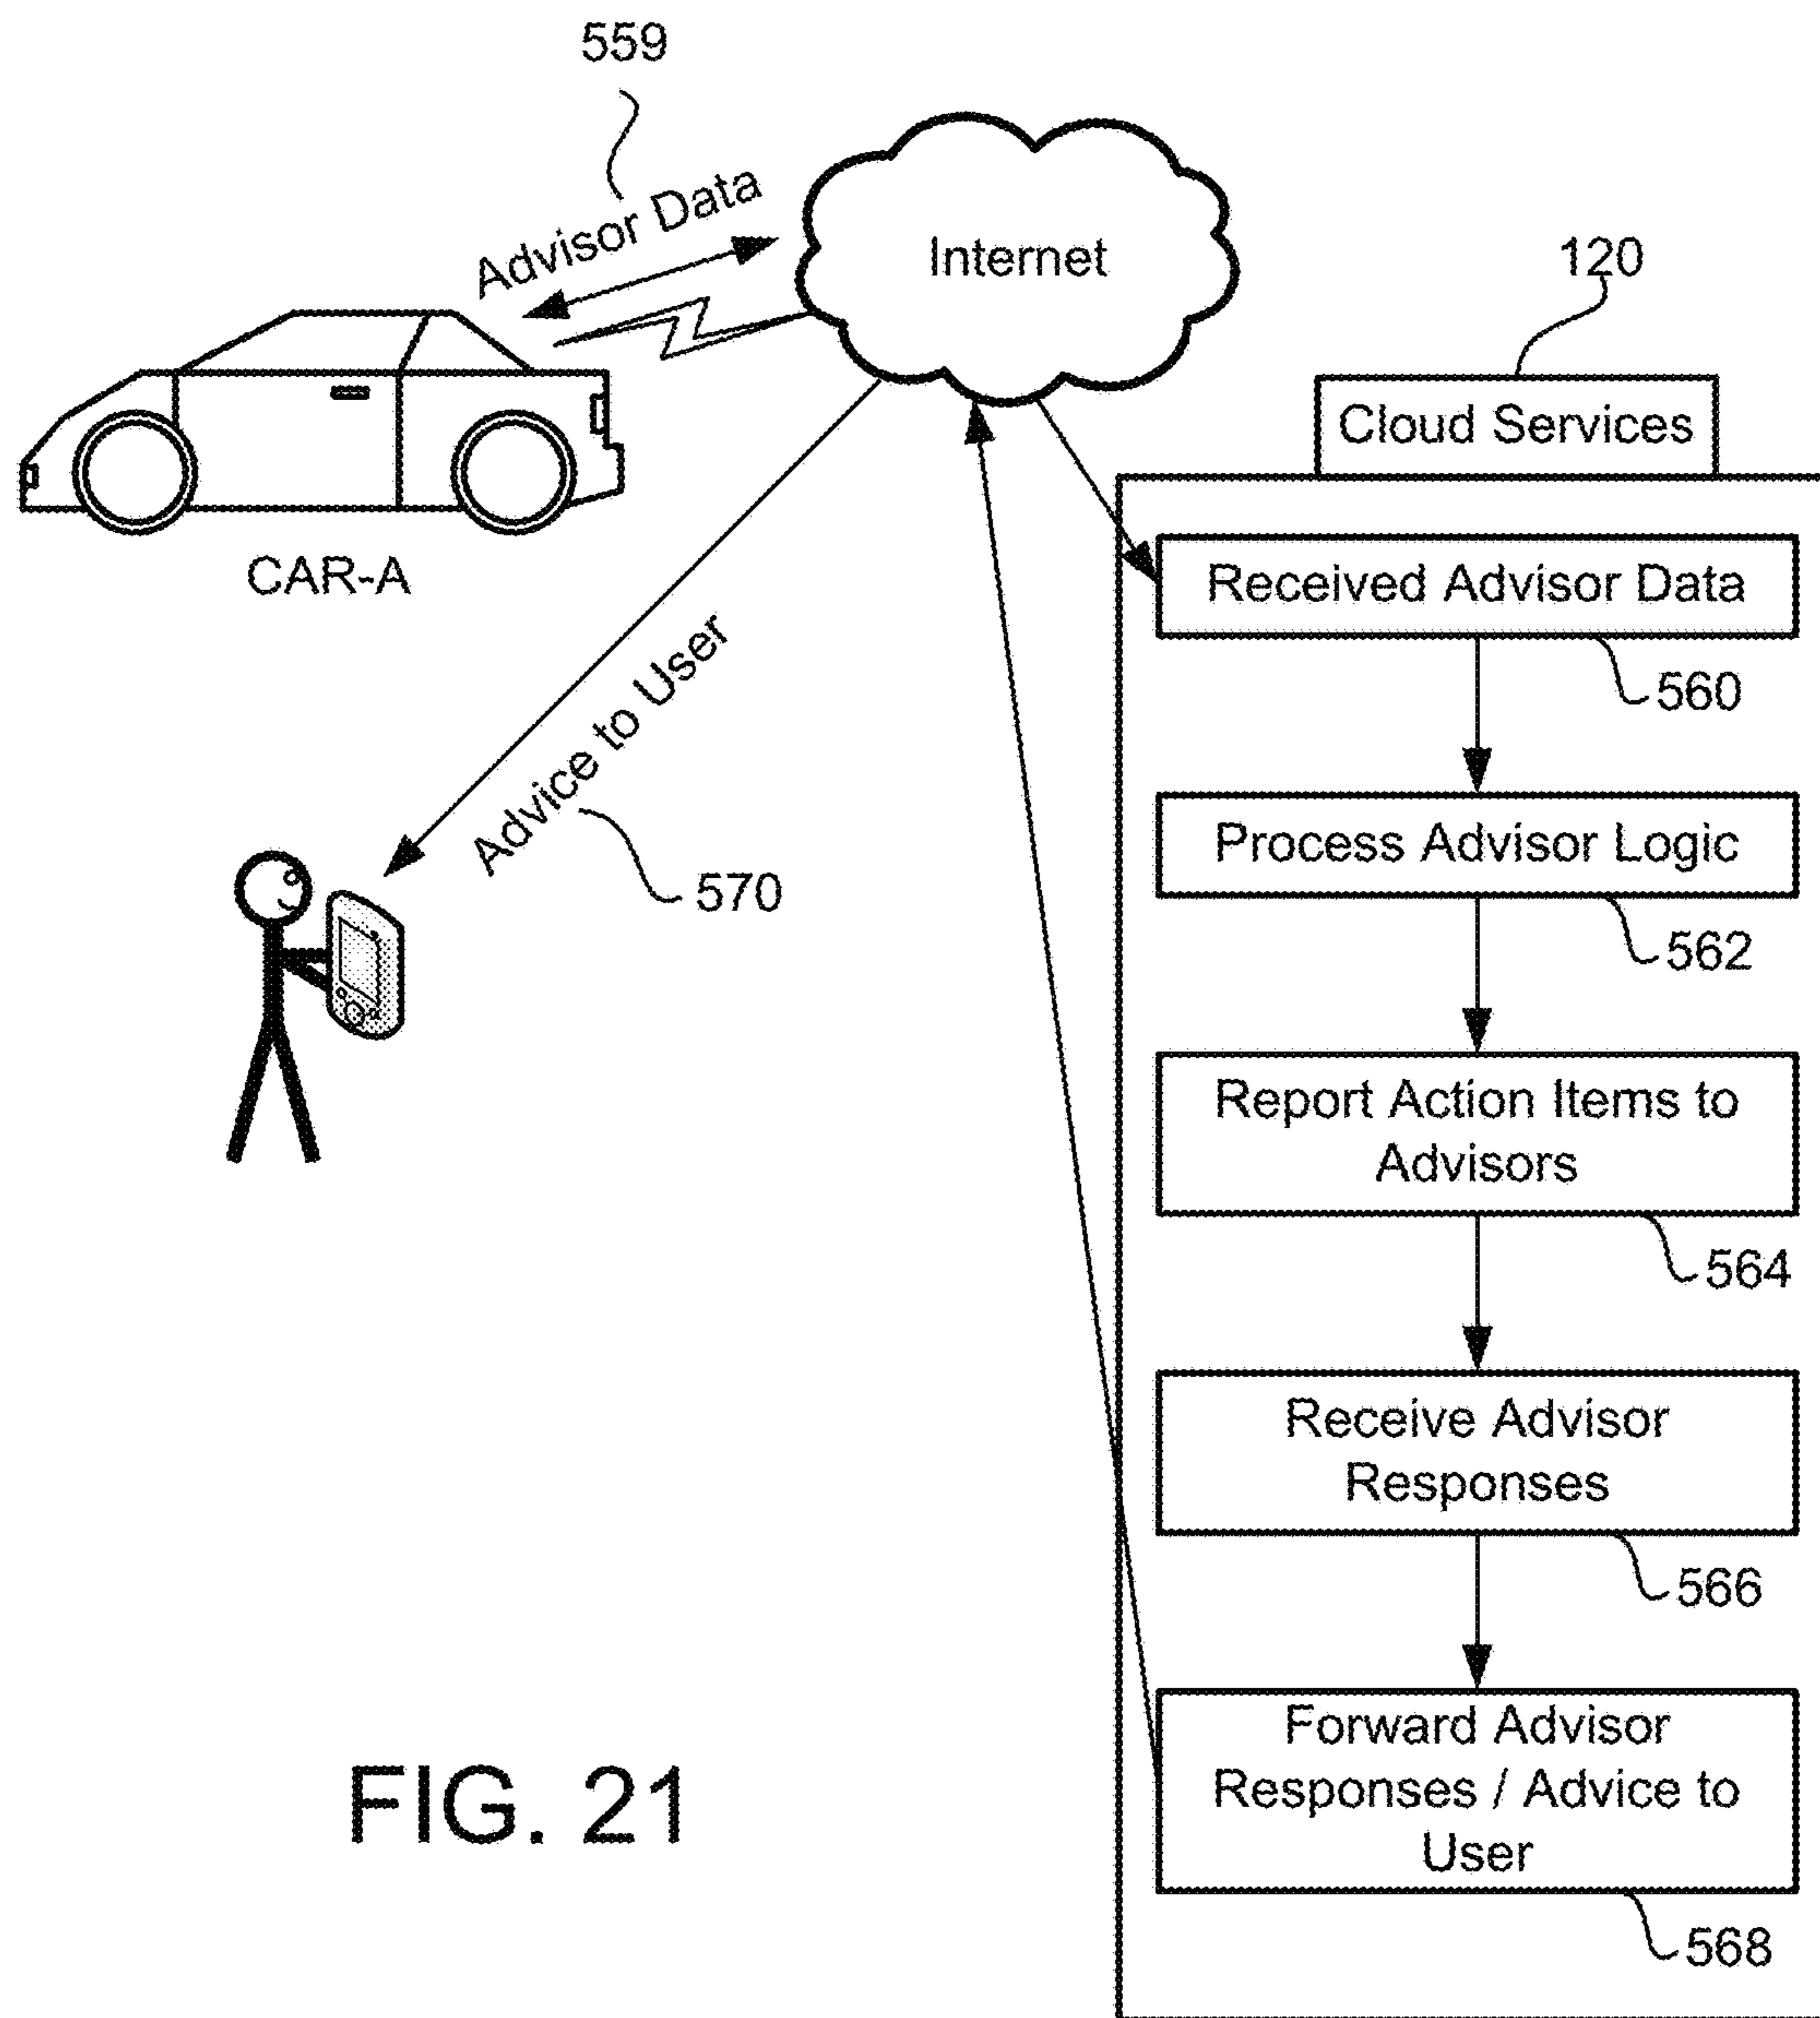 559
Advisor Data
Internet
120
Cloud Services
CAR-A
Received Advisor Data
560
Advice to User
570
Process Advisor Logic
562
Report Action Items to
Advisors
564
Receive Advisor
Responses
566
Forward Advisor
Responses / Advice to
User
568
FIG. 21